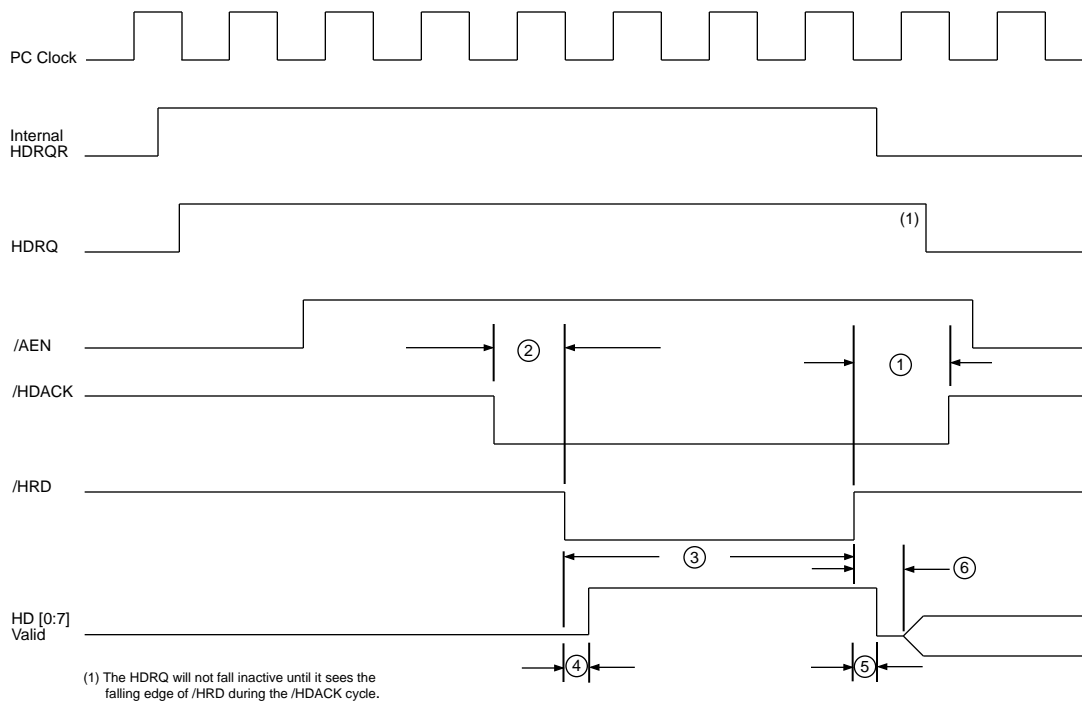 PC Clock
Internal
HDRQR
(1)
HDRQ
/AEN
2
1
/HDACK
/HRD
3
6
HD [0:7]
Valid
4
5
(1) The HDRQ will not fall inactive until it sees the
falling edge of /HRD during the /HDACK cycle.